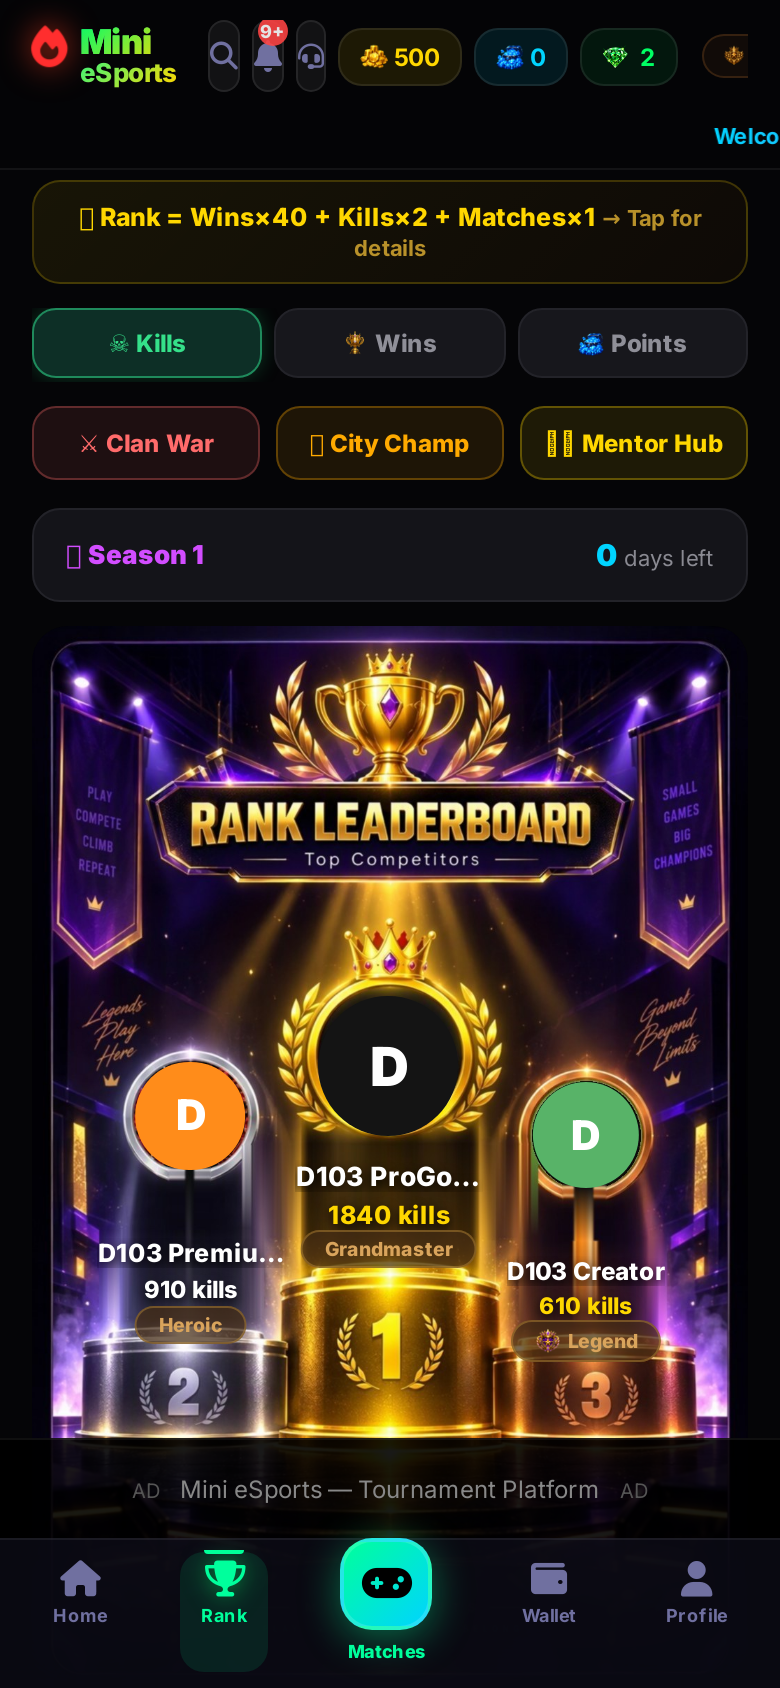 Mini
eSports
9+
500
0
2
Welco
Rank = Wins×40 + Kills×2 + Matches×1 → Tap for
details
Kills
Wins
Points
Clan War
City Champ
Mentor Hub
Season 1
0 days left
PLAY
COMPETE
CLIMB
REPEAT
SMALL
GAMES
BIG
CHAMPIONS
RANK LEADERBOARD
Top Competitors
Legends
Play
Here
Gamet
Beyond
Limits
D
D
D
D103 ProGo...
1840 kills
Grandmaster
D103 Premiu...
910 kills
Heroic
D103 Creator
610 kills
Legend
1
2
3
AD Mini eSports — Tournament Platform AD
Home
Rank
Matches
Wallet
Profile